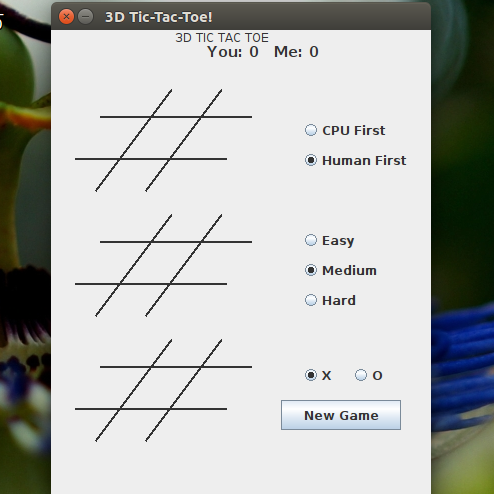 3D Tic-Tac-Toe!
3D TIC TAC TOE
You: 0 Me: 0
CPU First
Human First
Easy
Medium
Hard
X O
New Game